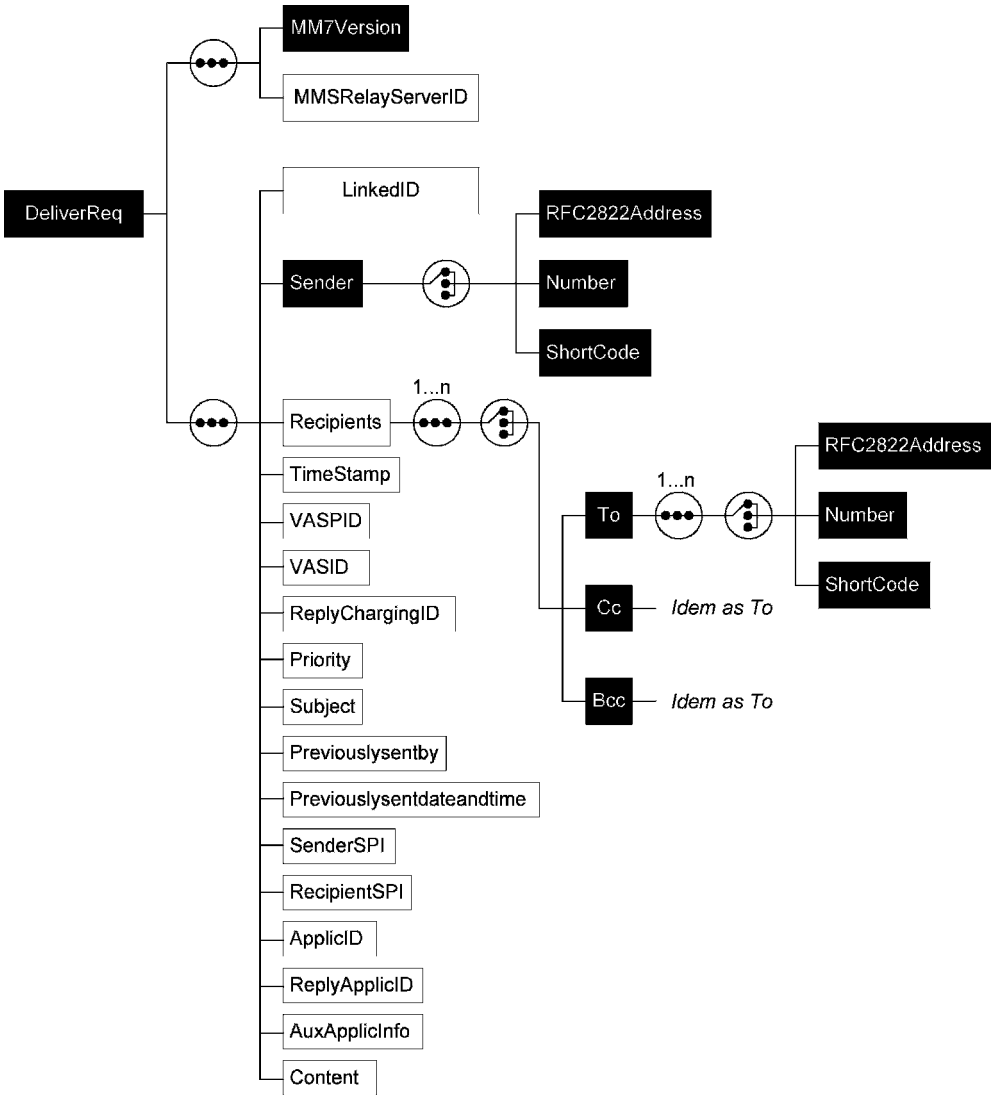 MM7Version
MMSRelayServerID
LinkedID
DeliverReq
RFC2822Address
Sender
Number
ShortCode
1...n
Recipients
RFC2822Address
TimeStamp
1...n
VASPID
To
Number
VASID
ShortCode
ReplyChargingID
Cc
Idem as To
Priority
Subject
Bcc
Idem as To
Previouslysentby
Previouslysentdateandtime
SenderSPI
RecipientSPI
ApplicID
ReplyApplicID
AuxApplicInfo
Content